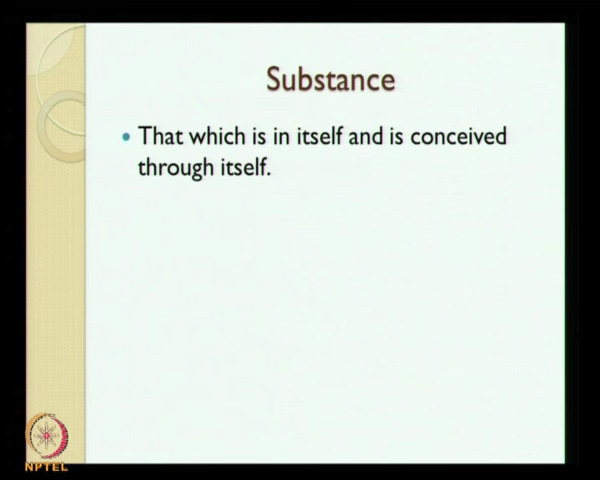 Substance
• That which is in itself and is conceived
through itself.
NPTEL